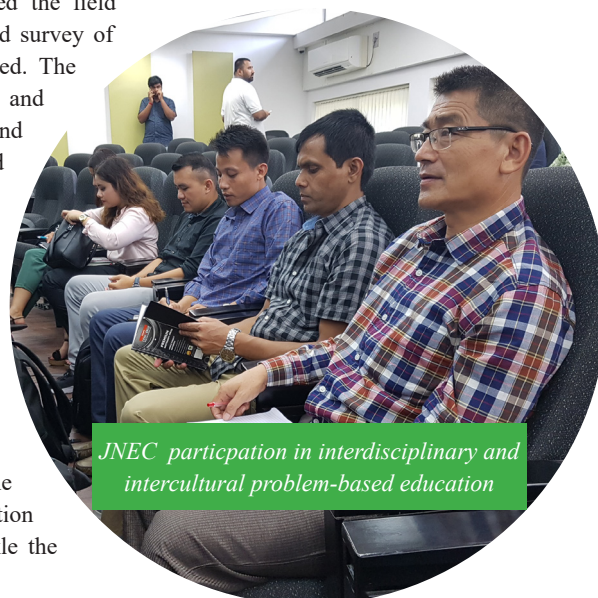 ed the field
d survey of
ed. The
and
nd
d
JNEC particpation in interdisciplinary and
intercultural problem-based education
e
tion
le the